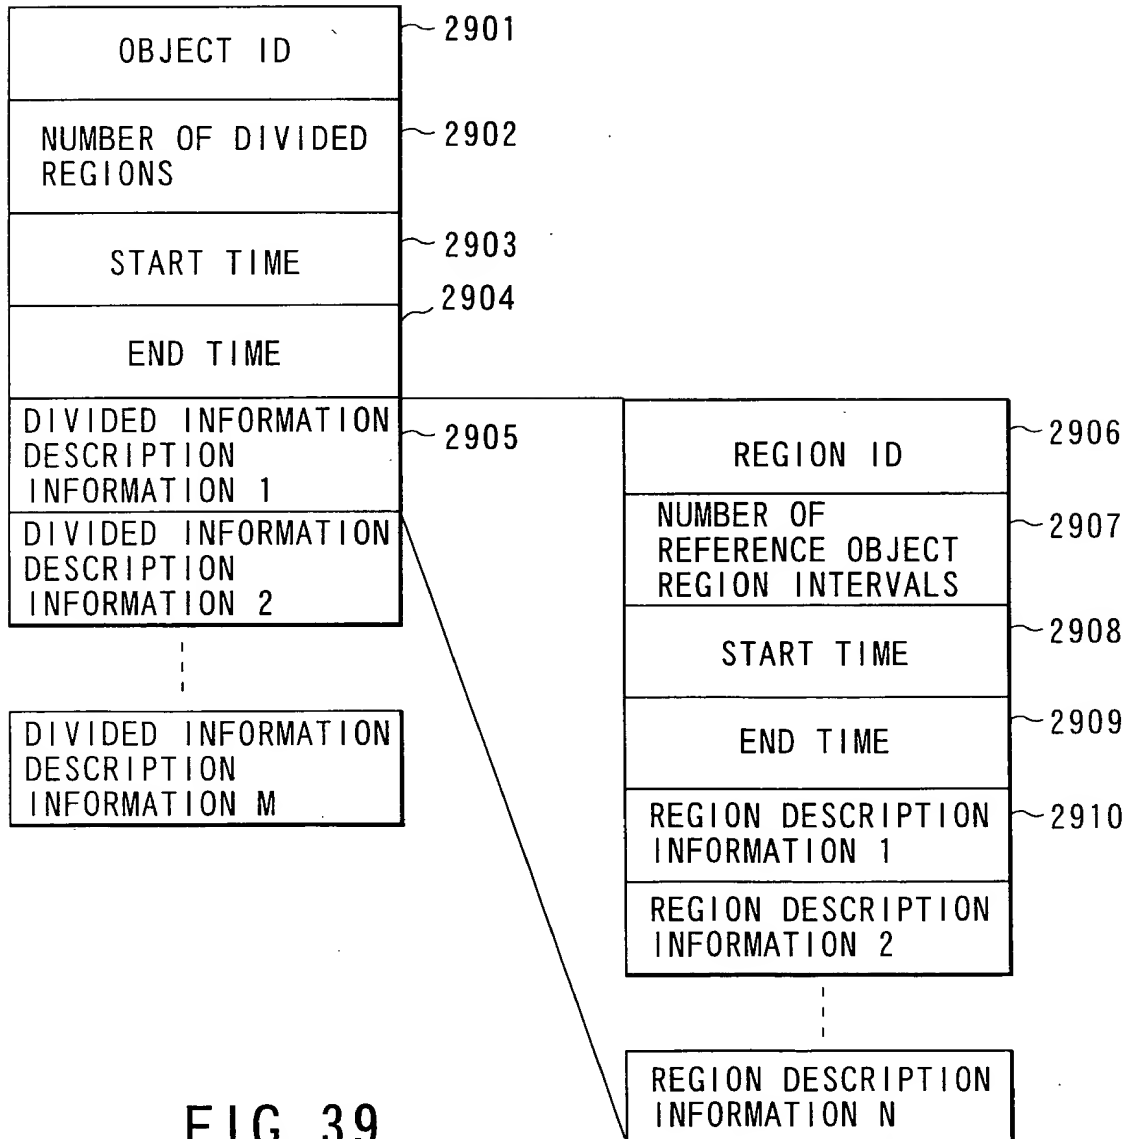 OBJECT ID
2901
NUMBER OF DIVIDED
REGIONS
2902
START TIME
2903
END TIME
2904
DIVIDED INFORMATION
DESCRIPTION
INFORMATION 1
2905
DIVIDED INFORMATION
DESCRIPTION
INFORMATION 2
DIVIDED INFORMATION
DESCRIPTION
INFORMATION M
REGION ID
2906
NUMBER OF
REFERENCE OBJECT
REGION INTERVALS
2907
START TIME
2908
END TIME
2909
REGION DESCRIPTION
INFORMATION 1
2910
REGION DESCRIPTION
INFORMATION 2
REGION DESCRIPTION
INFORMATION N
FIG. 39